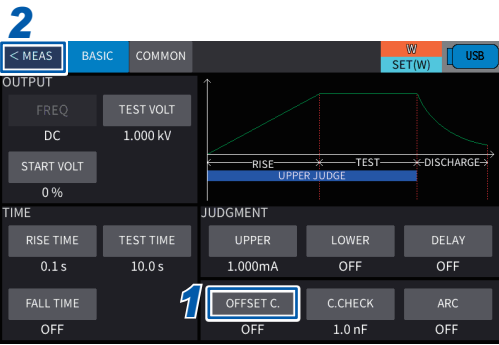 2
< MEAS BASIC COMMON W SET(W) USB
OUTPUT
FREQ TEST VOLT
DC 1.000 kV
START VOLT
0 %
RISE TEST DISCHARGE
UPPER JUDGE
TIME JUDGMENT
RISE TIME TEST TIME UPPER LOWER DELAY
0.1 s 10.0 s 1.000mA OFF OFF
1
FALL TIME OFFSET C. C.CHECK ARC
OFF OFF 1.0 nF OFF